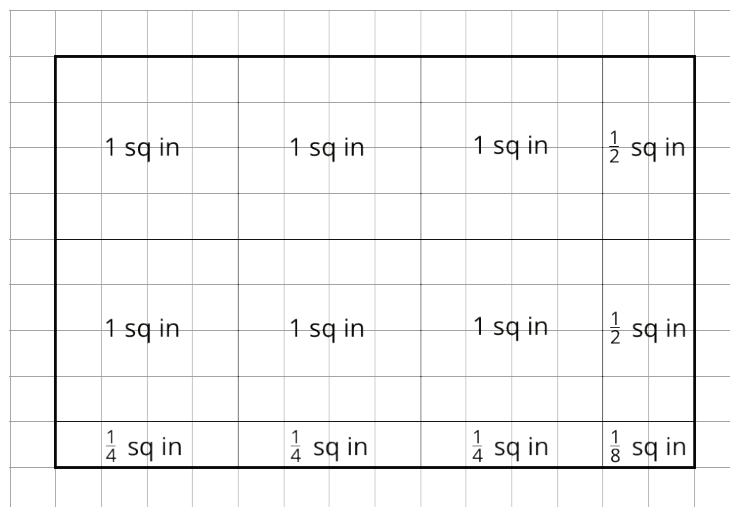 1 sq in 1 sq in 1 sq in 1/2 sq in
1 sq in 1 sq in 1 sq in 1/2 sq in
1/4 sq in 1/4 sq in 1/4 sq in 1/8 sq in